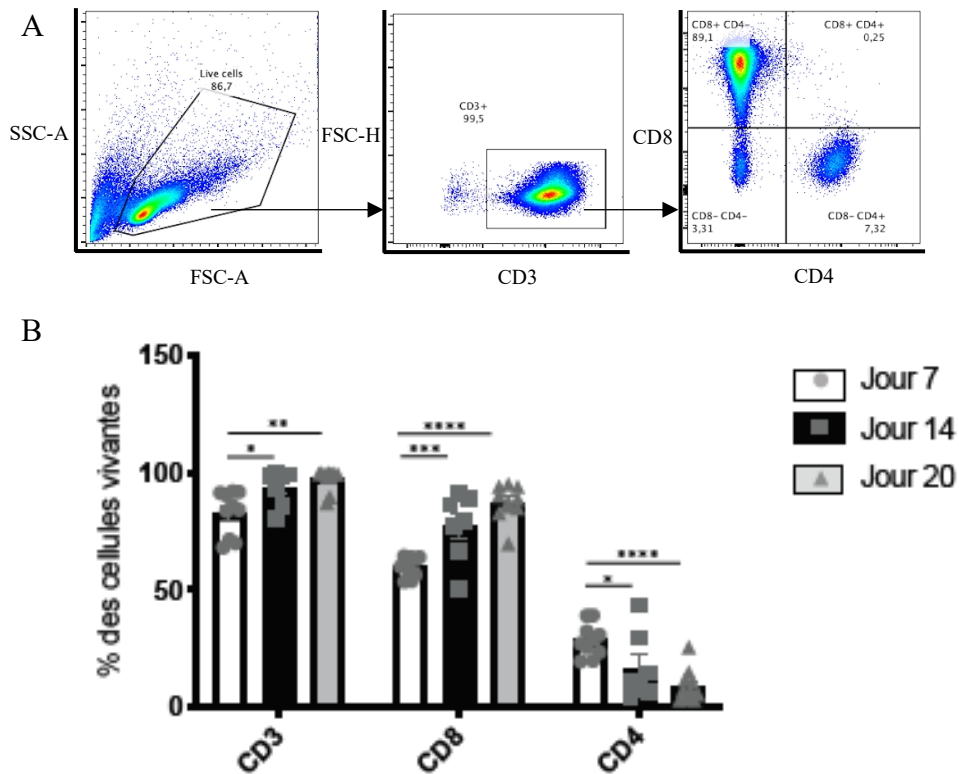 A
Live cells
86,7
SSC-A
FSC-A
CD3+
99,5
FSC-H
CD3
CD8+ CD4-
89,1
CD8+ CD4+
0,25
CD8
CD8- CD4-
3,31
CD8- CD4+
7,32
CD4
B
150
100
50
0
% des cellules vivantes
*
**
***
****
*
****
CD3
CD8
CD4
Jour 7
Jour 14
Jour 20